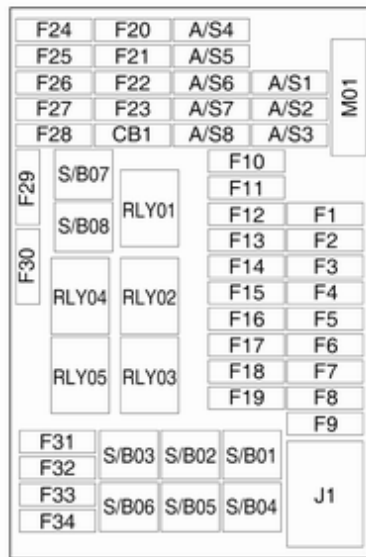 F24 F20 A/S4
F25 F21 A/S5
F26 F22 A/S6 A/S1
F27 F23 A/S7 A/S2
F28 CB1 A/S8 A/S3
M01
F29
F30
S/B07
S/B08
RLY01
RLY04 RLY02
RLY05 RLY03
F10
F11
F12 F1
F13 F2
F14 F3
F15 F4
F16 F5
F17 F6
F18 F7
F19 F8
F9
F31
F32
F33
F34
S/B03 S/B02 S/B01
S/B06 S/B05 S/B04
J1